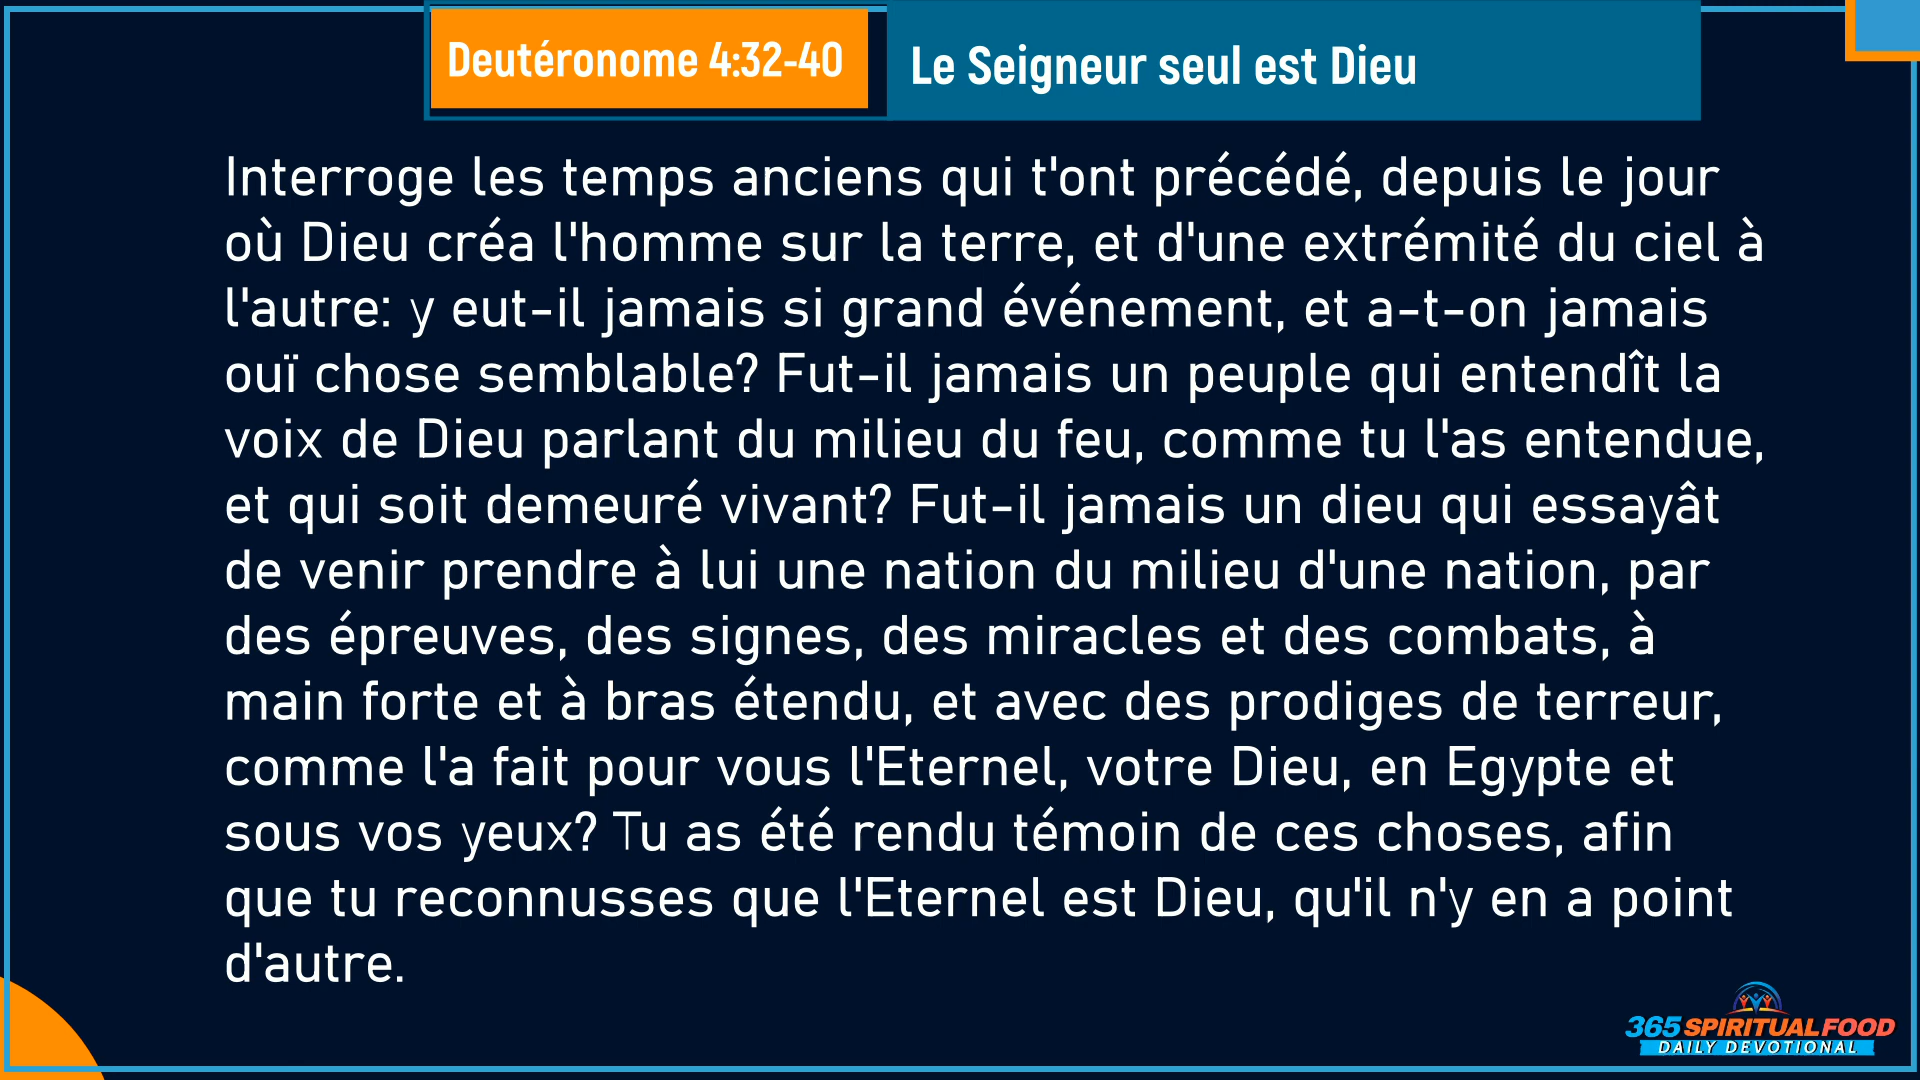 Deutéronome 4:32-40
Le Seigneur seul est Dieu
Interroge les temps anciens qui t'ont précédé, depuis le jour
où Dieu créa l'homme sur la terre, et d'une extrémité du ciel à
l'autre: y eut-il jamais si grand événement, et a-t-on jamais
ouï chose semblable? Fut-il jamais un peuple qui entendît la
voix de Dieu parlant du milieu du feu, comme tu l'as entendue,
et qui soit demeuré vivant? Fut-il jamais un dieu qui essayât
de venir prendre à lui une nation du milieu d'une nation, par
des épreuves, des signes, des miracles et des combats, à
main forte et à bras étendu, et avec des prodiges de terreur,
comme l'a fait pour vous l'Eternel, votre Dieu, en Egypte et
sous vos yeux? Tu as été rendu témoin de ces choses, afin
que tu reconnusses que l'Eternel est Dieu, qu'il n'y en a point
d'autre.
365 SPIRITUAL FOOD
DAILY DEVOTIONAL